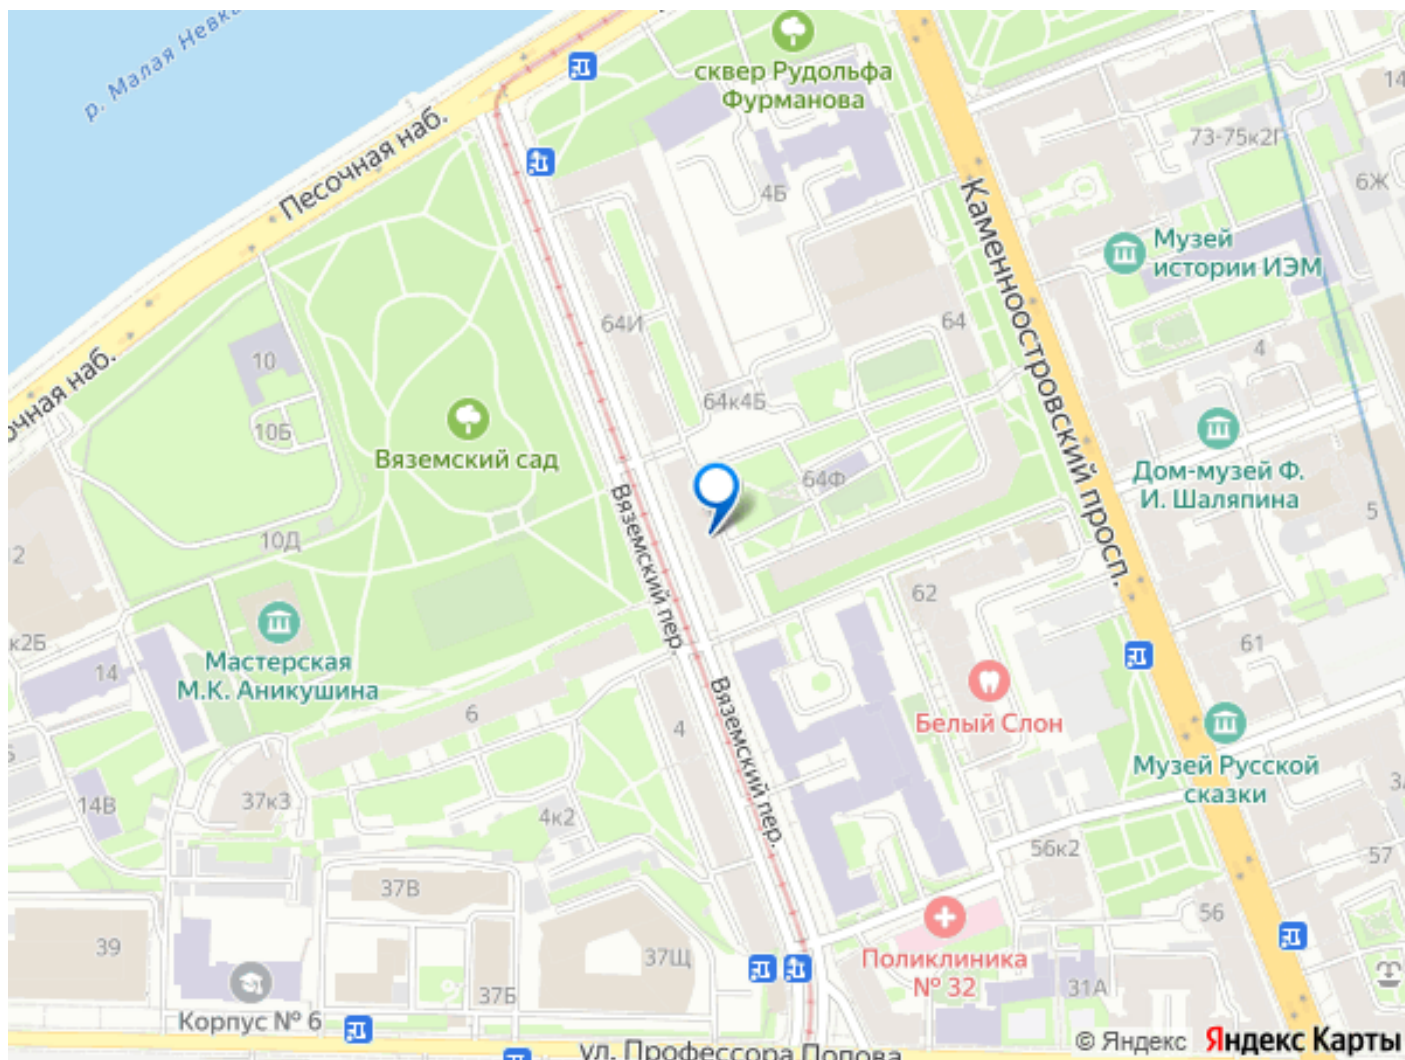 р. Малая Невка
сквер Рудольфа
Фурманова
14
73-75к2Г
6Ж
Песочная наб.
4Б
Каменноостровский просп.
Музей
истории ИЭМ
64И
64
4
10
64к4Б
10Б
Вяземский сад
очная наб.
64Ф
Дом-музей Ф.
И. Шаляпина
5
Вяземский пер.
10Д
2
62
61
к2Б
14
Мастерская
М.К. Аникушина
6
4
Вяземский пер.
Белый Слон
Музей Русской
сказки
14В
37к3
4к2
56к2
57
37В
56
39
37Щ
Поликлиника
№ 32
31А
37Б
Корпус № 6
ул. Профессора Попова
© Яндекс Яндекс Карты